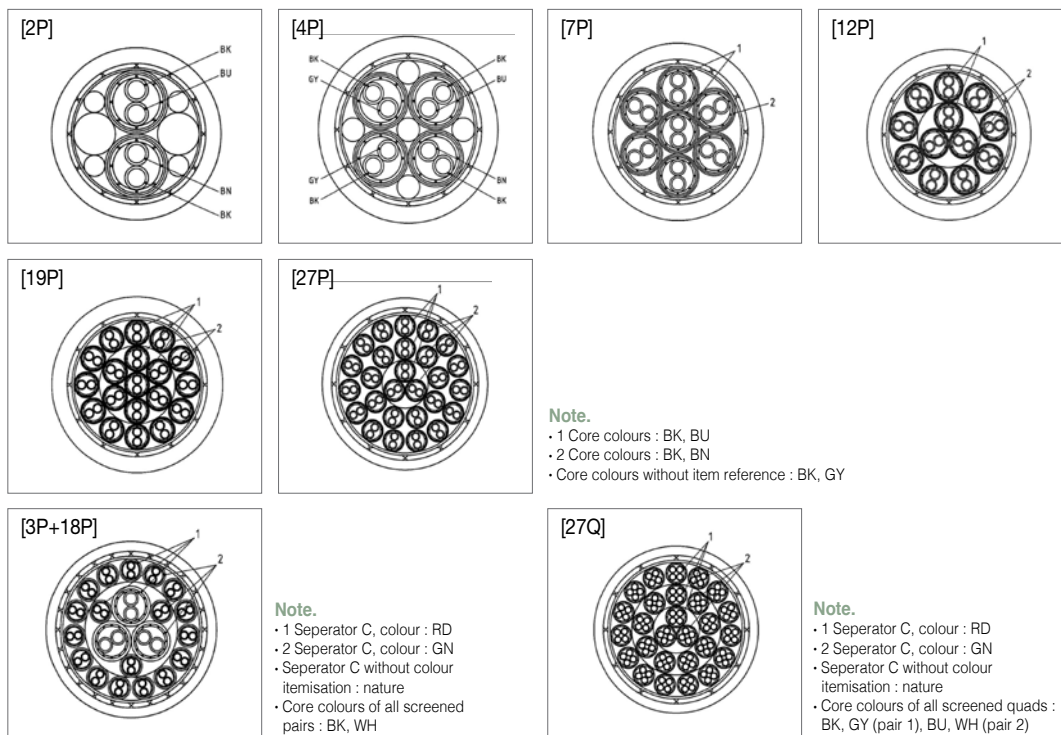 [2P]
BK
BU
BN
BK
[4P]
BK
GY
GY
BK
BK
BU
BN
BK
[7P]
1
2
[12P]
1
2
[19P]
1
2
[27P]
1
2
Note.
• 1 Core colours : BK, BU
• 2 Core colours : BK, BN
• Core colours without item reference : BK, GY
[3P+18P]
1
2
Note.
• 1 Seperator C, colour : RD
• 2 Seperator C, colour : GN
• Seperator C without colour
itemisation : nature
• Core colours of all screened
pairs : BK, WH
[27Q]
1
2
Note.
• 1 Seperator C, colour : RD
• 2 Seperator C, colour : GN
• Seperator C without colour
itemisation : nature
• Core colours of all screened quads :
BK, GY (pair 1), BU, WH (pair 2)